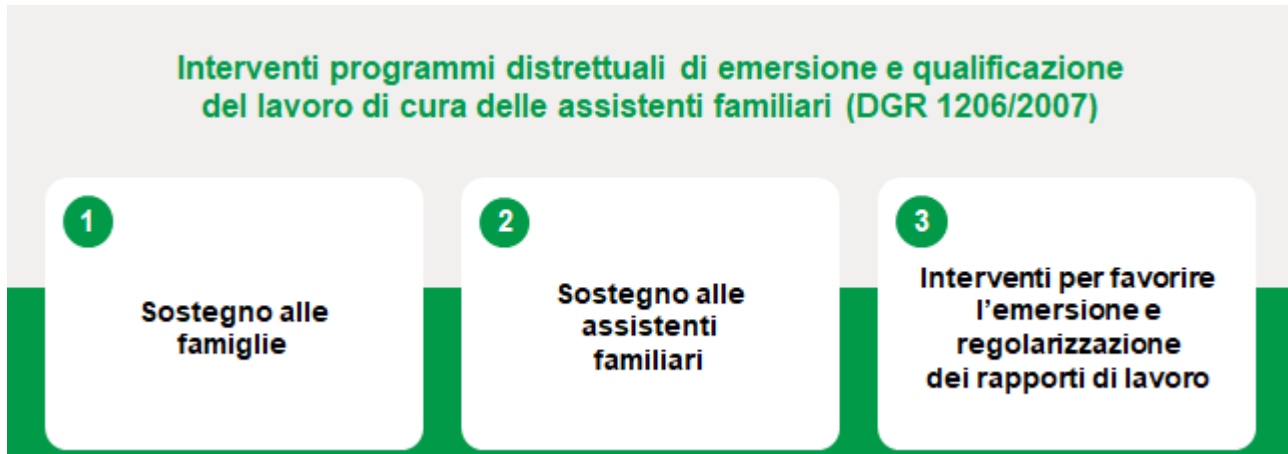 Interventi programmi distrettuali di emersione e qualificazione
del lavoro di cura delle assistenti familiari (DGR 1206/2007)
1
Sostegno alle
famiglie
2
Sostegno alle
assistenti
familiari
3
Interventi per favorire
l'emersione e
regolarizzazione
dei rapporti di lavoro